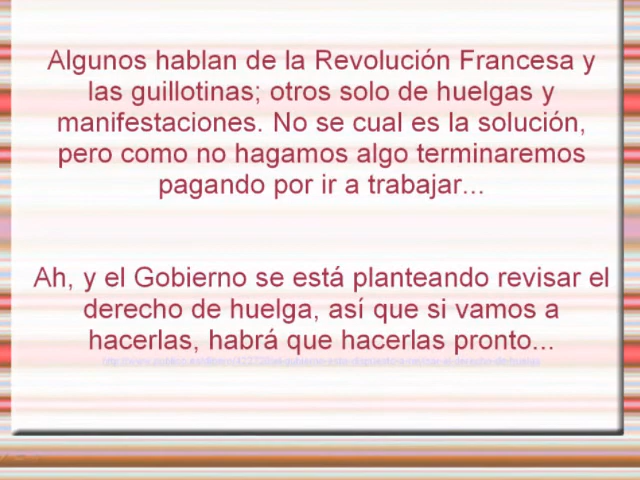 Algunos hablan de la Revolución Francesa y
las guillotinas; otros solo de huelgas y
manifestaciones. No se cual es la solución,
pero como no hagamos algo terminaremos
pagando por ir a trabajar...
Ah, y el Gobierno se está planteando revisar el
derecho de huelga, así que si vamos a
hacerlas, habrá que hacerlas pronto...